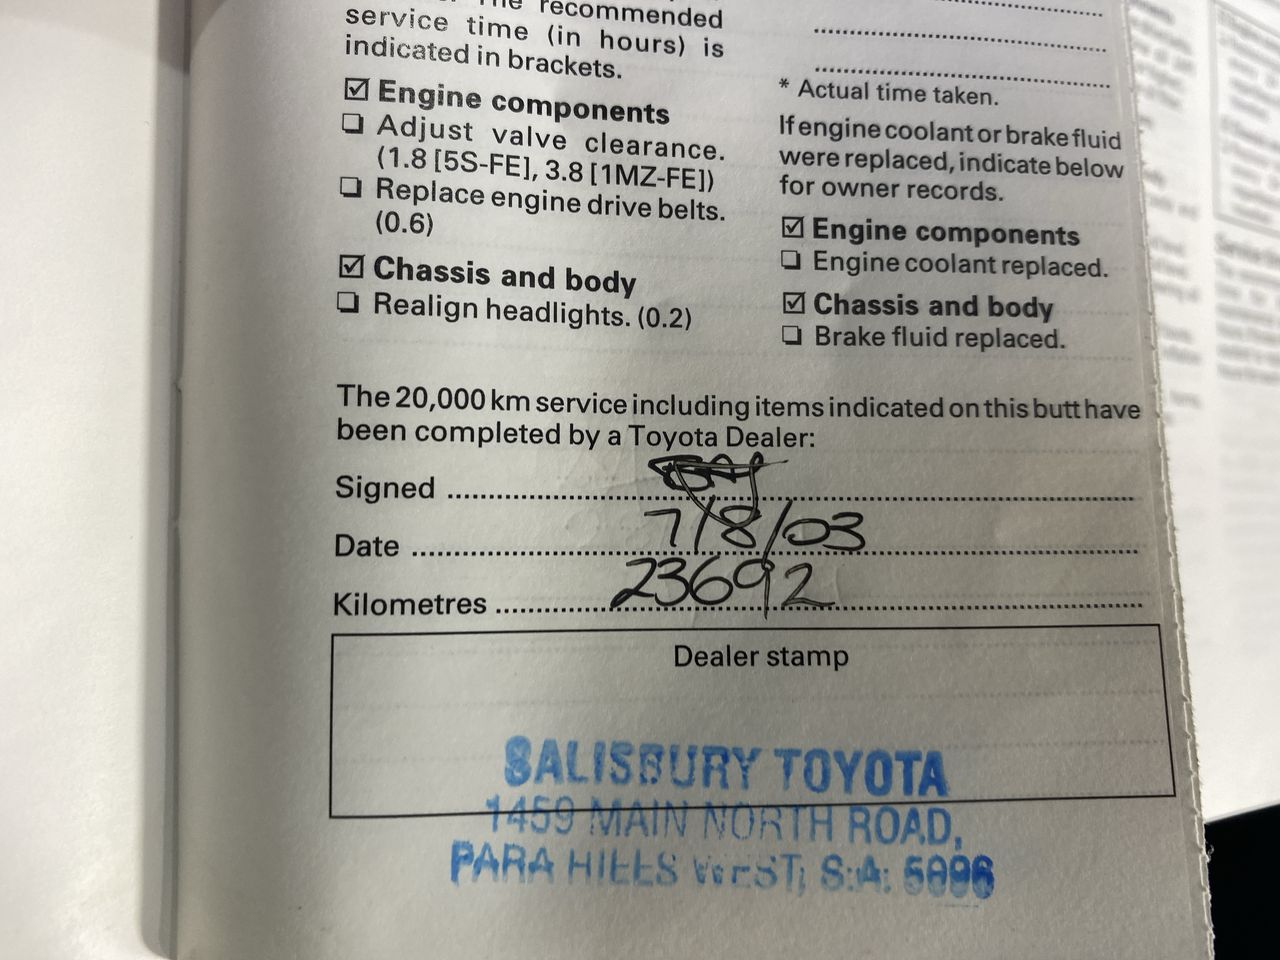 The recommended
service time (in hours) is
indicated in brackets.
☑ Engine components
❏ Adjust valve clearance.
(1.8 [5S-FE], 3.8 [1MZ-FE])
❏ Replace engine drive belts.
(0.6)
☑ Chassis and body
❏ Realign headlights. (0.2)
* Actual time taken.
If engine coolant or brake fluid
were replaced, indicate below
for owner records.
☑ Engine components
❏ Engine coolant replaced.
☑ Chassis and body
❏ Brake fluid replaced.
The 20,000 km service including items indicated on this butt have
been completed by a Toyota Dealer:
Signed
Date 7/8/03
Kilometres 23692
Dealer stamp
SALISBURY TOYOTA
1459 MAIN NORTH ROAD,
PARA HILLS WEST, S.A. 5096